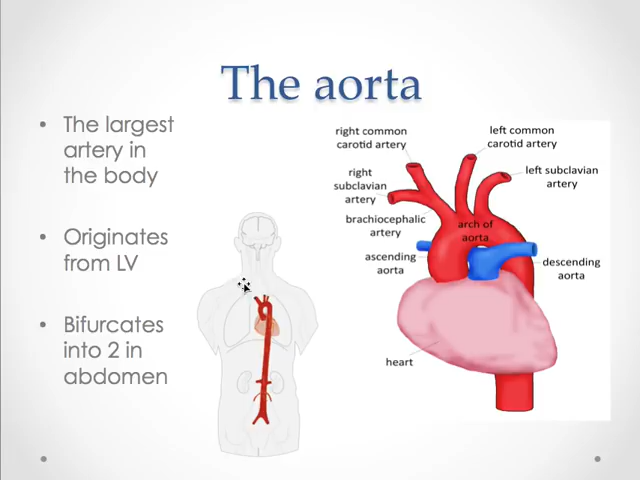 The aorta
• The largest
artery in
the body
• Originates
from LV
• Bifurcates
into 2 in
abdomen
right common
carotid artery
left common
carotid artery
right
subclavian
artery
left subclavian
artery
brachiocephalic
artery
arch of
aorta
ascending
aorta
descending
aorta
heart